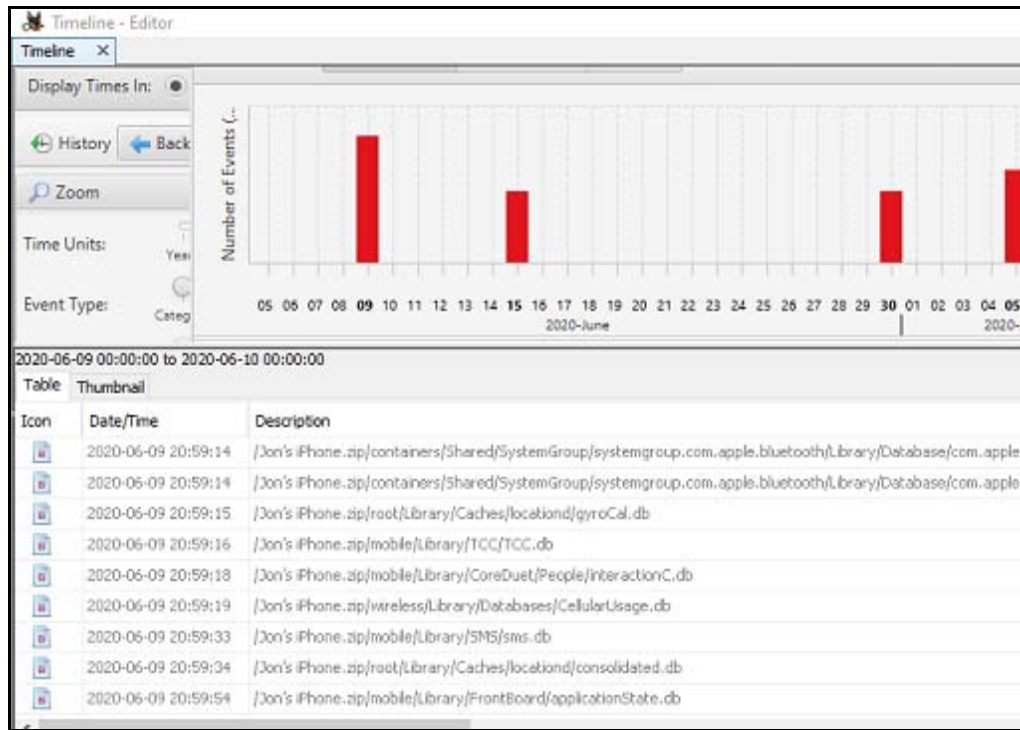 Timeline - Editor
Timeline X
Display Times In:
History Back
Zoom
Time Units:
Event Type:
Categ
Number of Events (...
05 06 07 08 09 10 11 12 13 14 15 16 17 18 19 20 21 22 23 24 25 26 27 28 29 30 01 02 03 04 05
2020-June 2020-
2020-06-09 00:00:00 to 2020-06-10 00:00:00
Table Thumbnail
Icon Date/Time Description
2020-06-09 20:59:14 /Jon's iPhone.zip/containers/Shared/SystemGroup/systemgroup.com.apple.bluetooth/Library/Database/com.apple
2020-06-09 20:59:14 /Jon's iPhone.zip/containers/Shared/SystemGroup/systemgroup.com.apple.bluetooth/Library/Database/com.apple
2020-06-09 20:59:15 /Jon's iPhone.zip/root/Library/Caches/locationd/gyroCal.db
2020-06-09 20:59:16 /Jon's iPhone.zip/mobile/Library/TCC/TCC.db
2020-06-09 20:59:18 /Jon's iPhone.zip/mobile/Library/CoreDuet/People/interactionC.db
2020-06-09 20:59:19 /Jon's iPhone.zip/wireless/Library/Databases/CellularUsage.db
2020-06-09 20:59:33 /Jon's iPhone.zip/mobile/Library/SMS/sms.db
2020-06-09 20:59:34 /Jon's iPhone.zip/root/Library/Caches/locationd/consolidated.db
2020-06-09 20:59:54 /Jon's iPhone.zip/mobile/Library/FrontBoard/applicationState.db